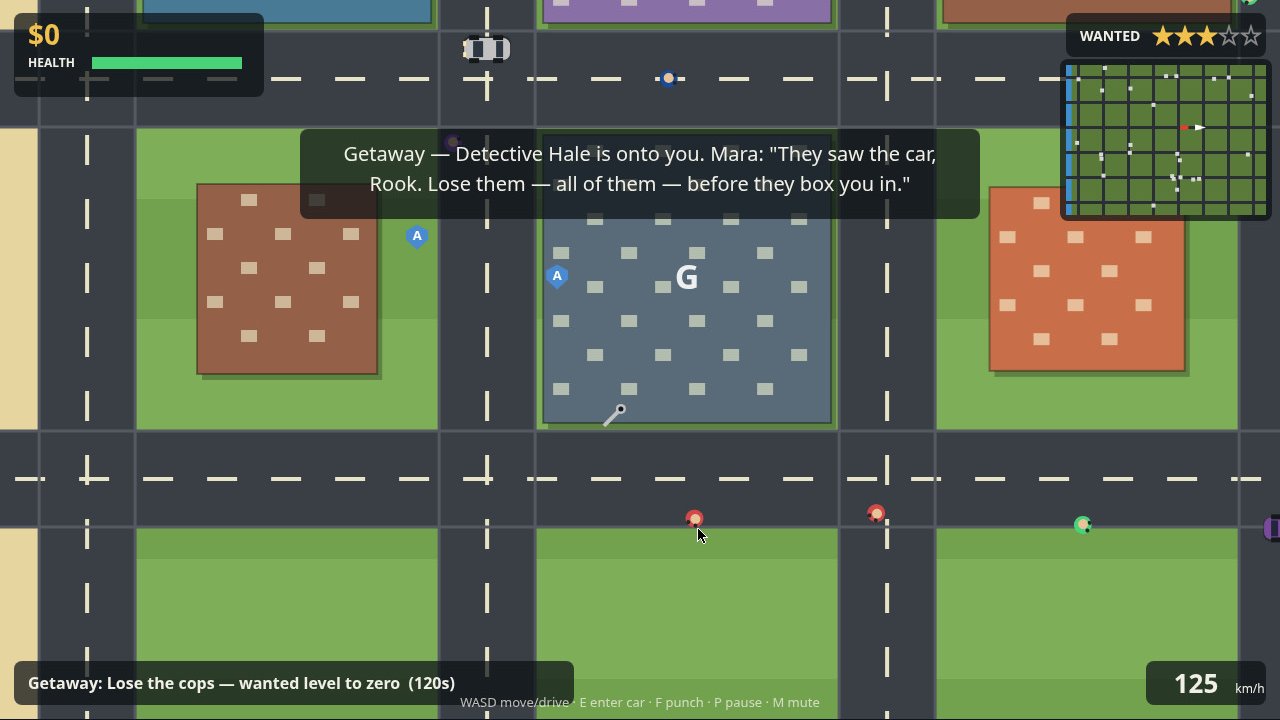 $0
HEALTH
WANTED
Getaway — Detective Hale is onto you. Mara: "They saw the car,
Rook. Lose them — all of them — before they box you in."
A
A
G
Getaway: Lose the cops — wanted level to zero (120s)
WASD move/drive · E enter car · F punch · P pause · M mute
125 km/h